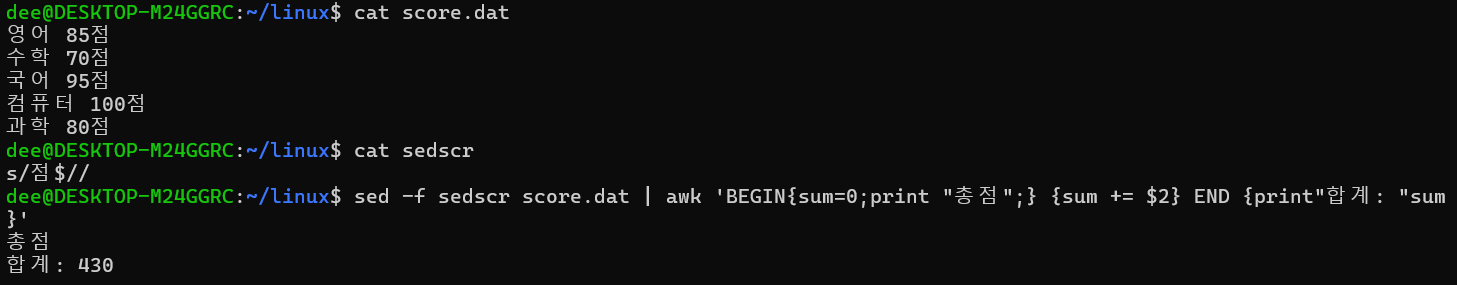 dee@DESKTOP-M24GGRC:~/linux$ cat score.dat
영어 85점
수학 70점
국어 95점
컴퓨터 100점
과학 80점
dee@DESKTOP-M24GGRC:~/linux$ cat sedscr
s/점$//
dee@DESKTOP-M24GGRC:~/linux$ sed -f sedscr score.dat | awk 'BEGIN{sum=0;print "총점";} {sum += $2} END {print"합계: "sum
}'
총점
합계: 430